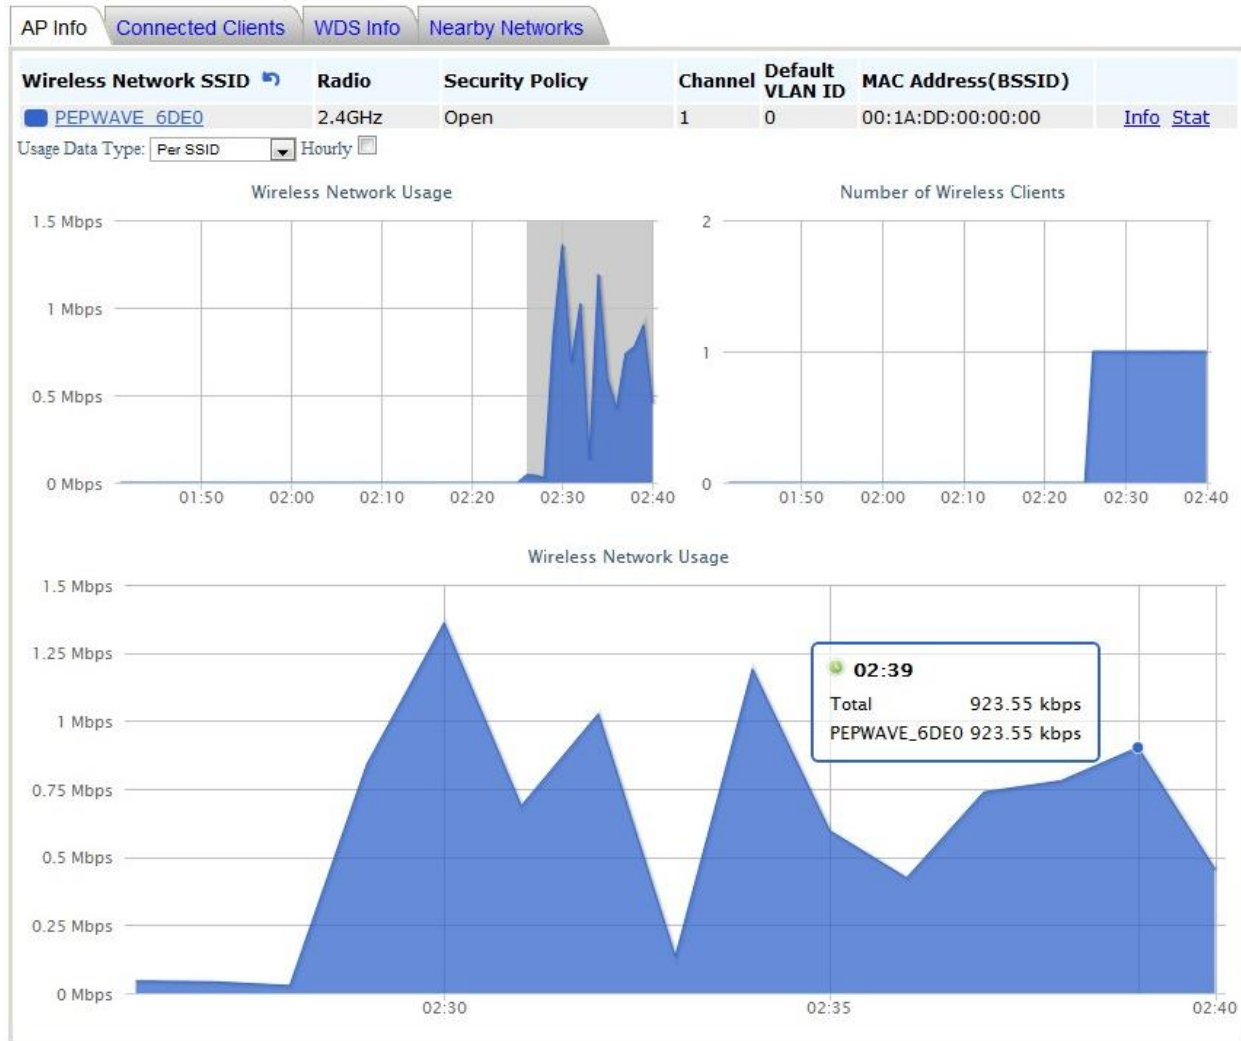 AP Info Connected Clients WDS Info Nearby Networks
Wireless Network SSID Radio Security Policy Channel Default VLAN ID MAC Address(BSSID)
PEPWAVE_6DE0 2.4GHz Open 1 0 00:1A:DD:00:00:00 Info Stat
Usage Data Type: Per SSID Hourly
Wireless Network Usage
1.5 Mbps
1 Mbps
0.5 Mbps
0 Mbps
01:50 02:00 02:10 02:20 02:30 02:40
Number of Wireless Clients
2
1
0
01:50 02:00 02:10 02:20 02:30 02:40
Wireless Network Usage
1.5 Mbps
1.25 Mbps
1 Mbps
0.75 Mbps
0.5 Mbps
0.25 Mbps
0 Mbps
02:39
Total 923.55 kbps
PEPWAVE_6DE0 923.55 kbps
02:30 02:35 02:40